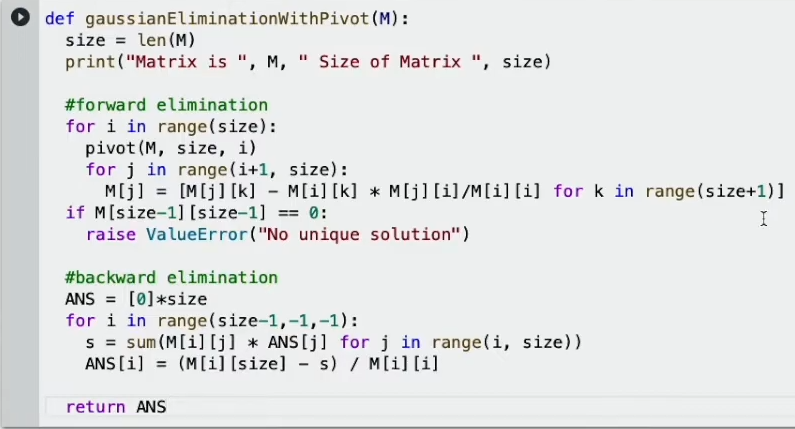 def gaussianEliminationWithPivot(M):
  size = len(M)
  print("Matrix is ", M, " Size of Matrix ", size)

  #forward elimination
  for i in range(size):
    pivot(M, size, i)
    for j in range(i+1, size):
      M[j] = [M[j][k] - M[i][k] * M[j][i]/M[i][i] for k in range(size+1)]
  if M[size-1][size-1] == 0:
    raise ValueError("No unique solution")

  #backward elimination
  ANS = [0]*size
  for i in range(size-1,-1,-1):
    s = sum(M[i][j] * ANS[j] for j in range(i, size))
    ANS[i] = (M[i][size] - s) / M[i][i]

  return ANS